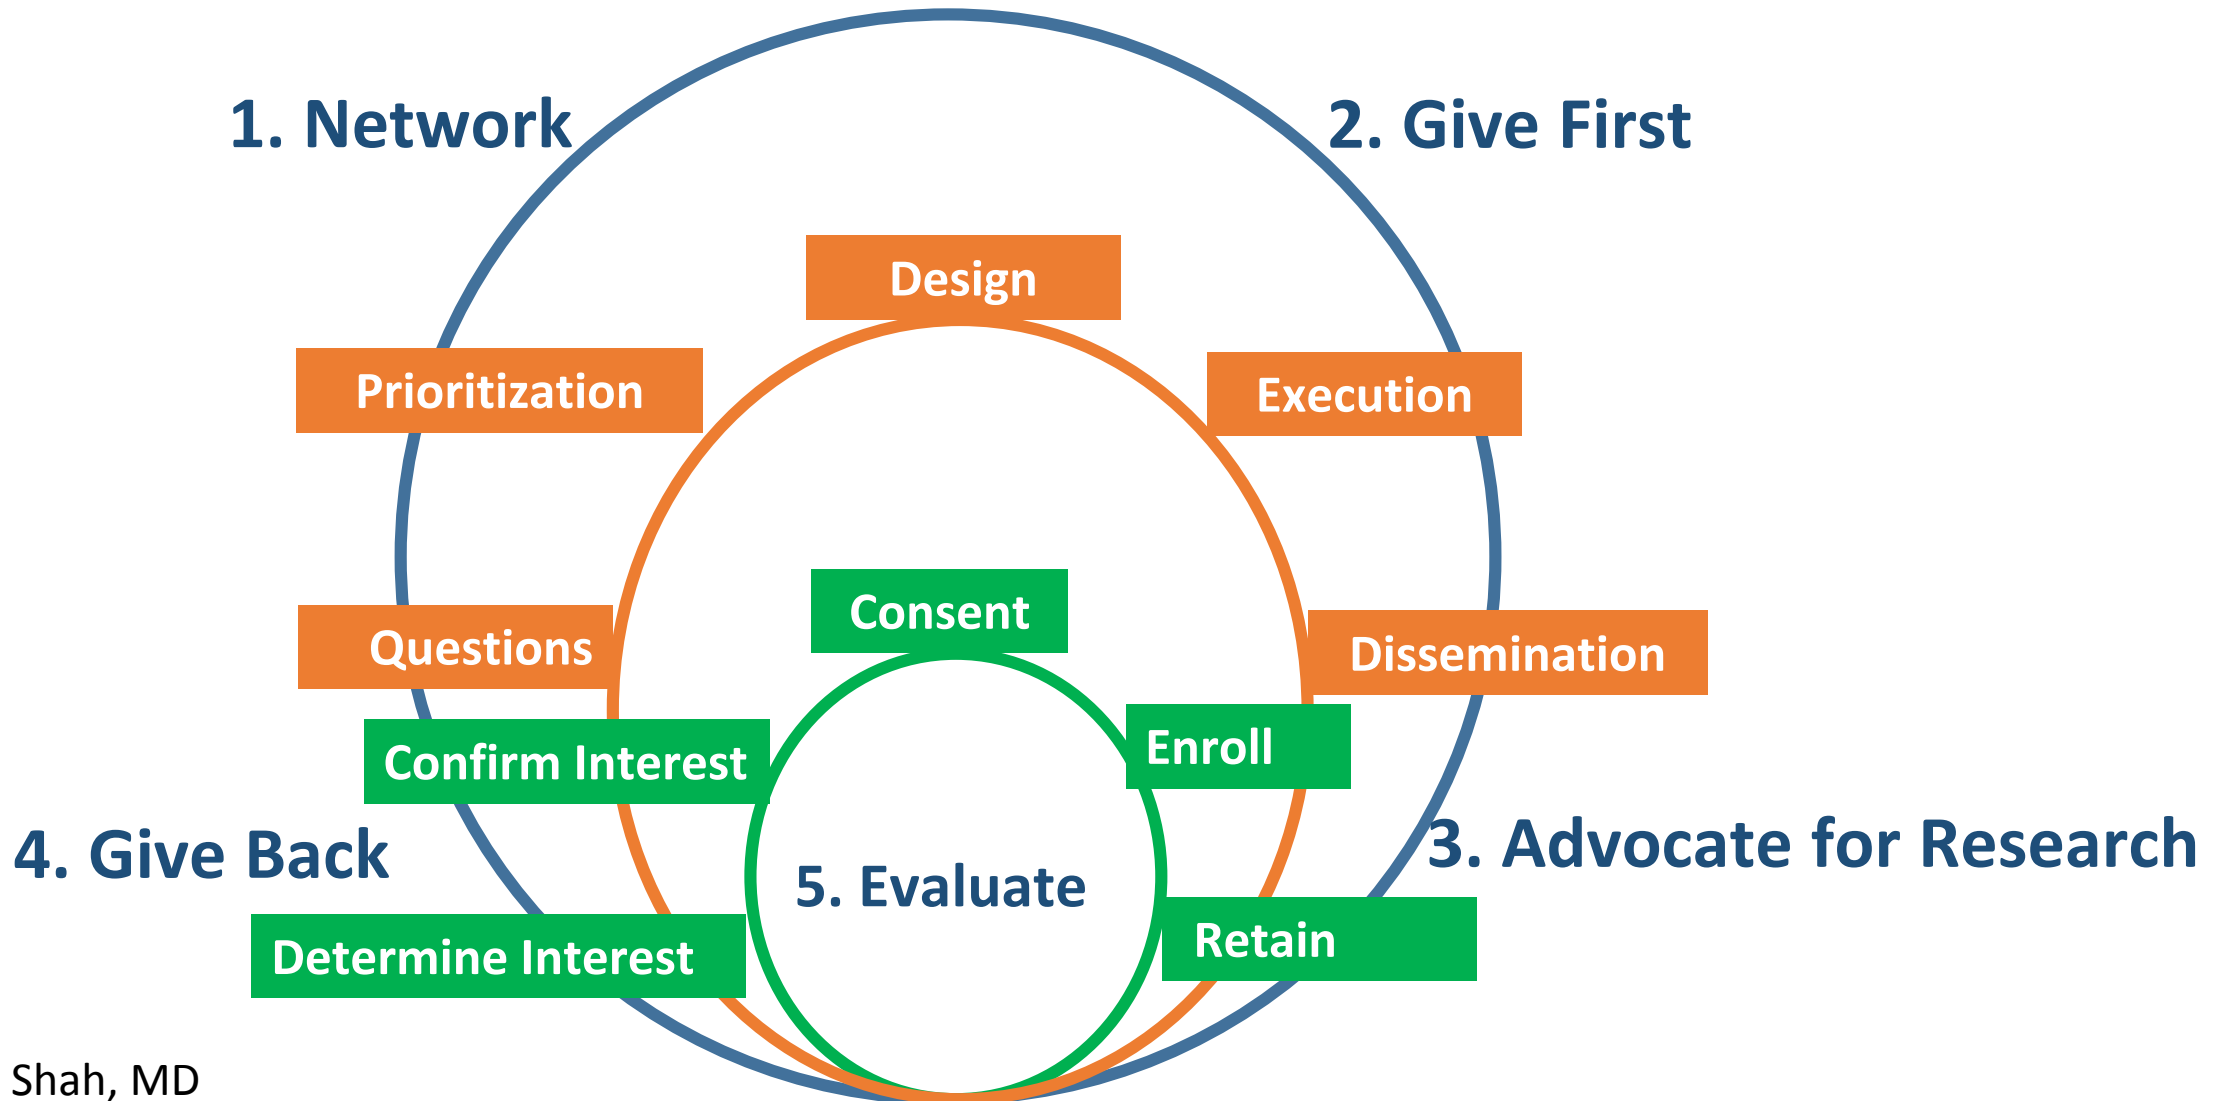 1. Network
2. Give First
Design
Prioritization
Execution
Consent
Questions
Dissemination
Confirm Interest
Enroll
4. Give Back
3. Advocate for Research
5. Evaluate
Determine Interest
Retain
Shah, MD